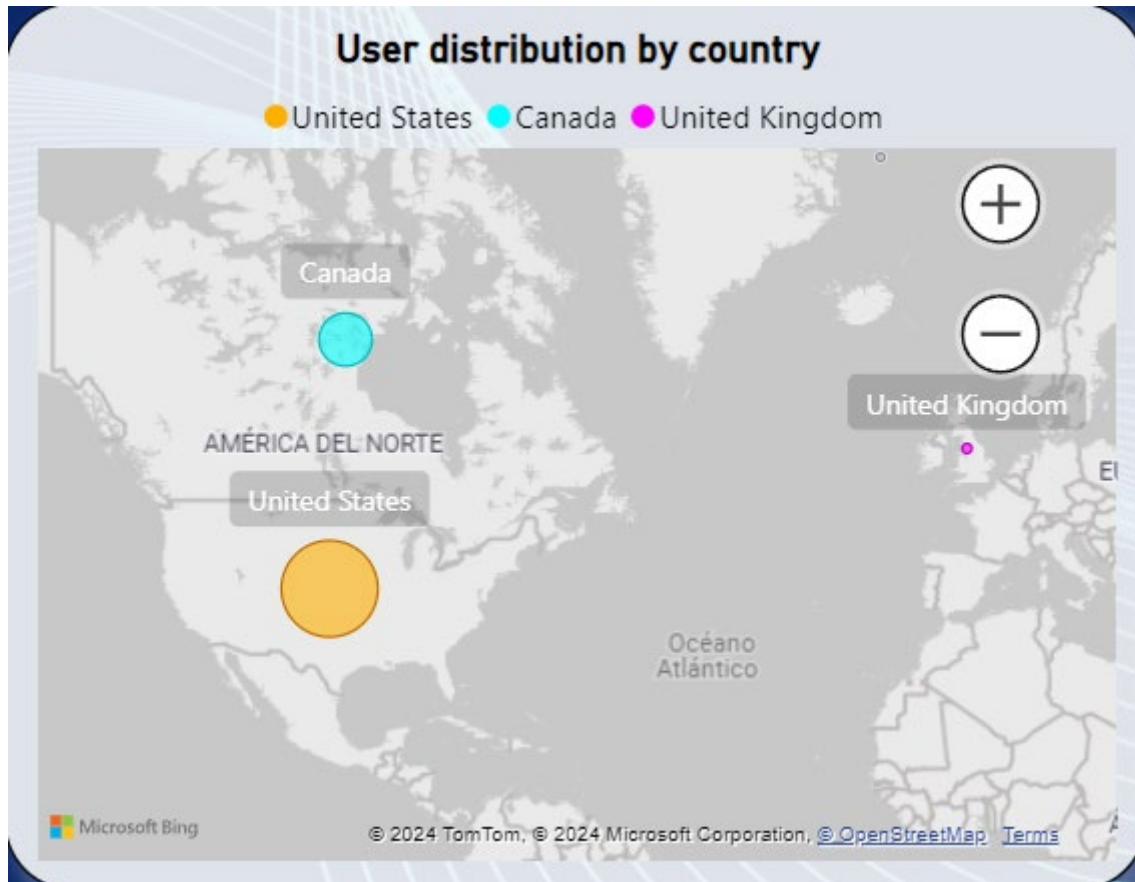 User distribution by country
United States Canada United Kingdom
Canada
United Kingdom
AMÉRICA DEL NORTE
United States
Océano
Atlántico
Microsoft Bing
© 2024 TomTom, © 2024 Microsoft Corporation, © OpenStreetMap Terms